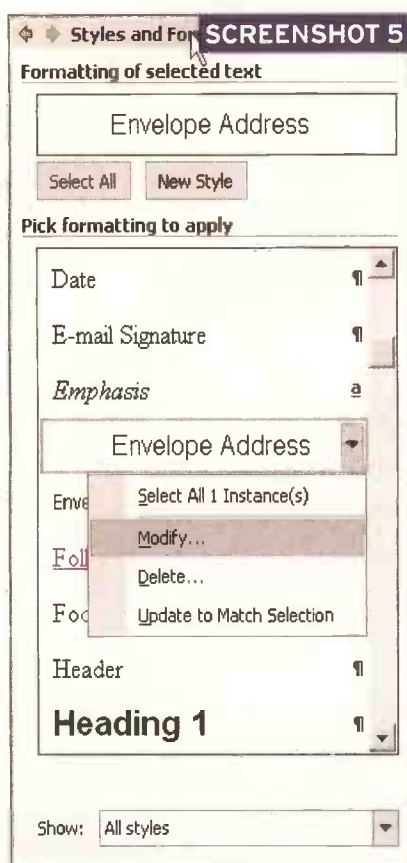 Styles and For
SCREENSHOT 5
Formatting of selected text
Envelope Address
Select All New Style
Pick formatting to apply
Date ¶
E-mail Signature ¶
Emphasis a
Envelope Address
Enve
Select All 1 Instance(s)
Modify...
Foll
Delete...
Foo
Update to Match Selection
Header ¶
Heading 1 ¶
Show: All styles